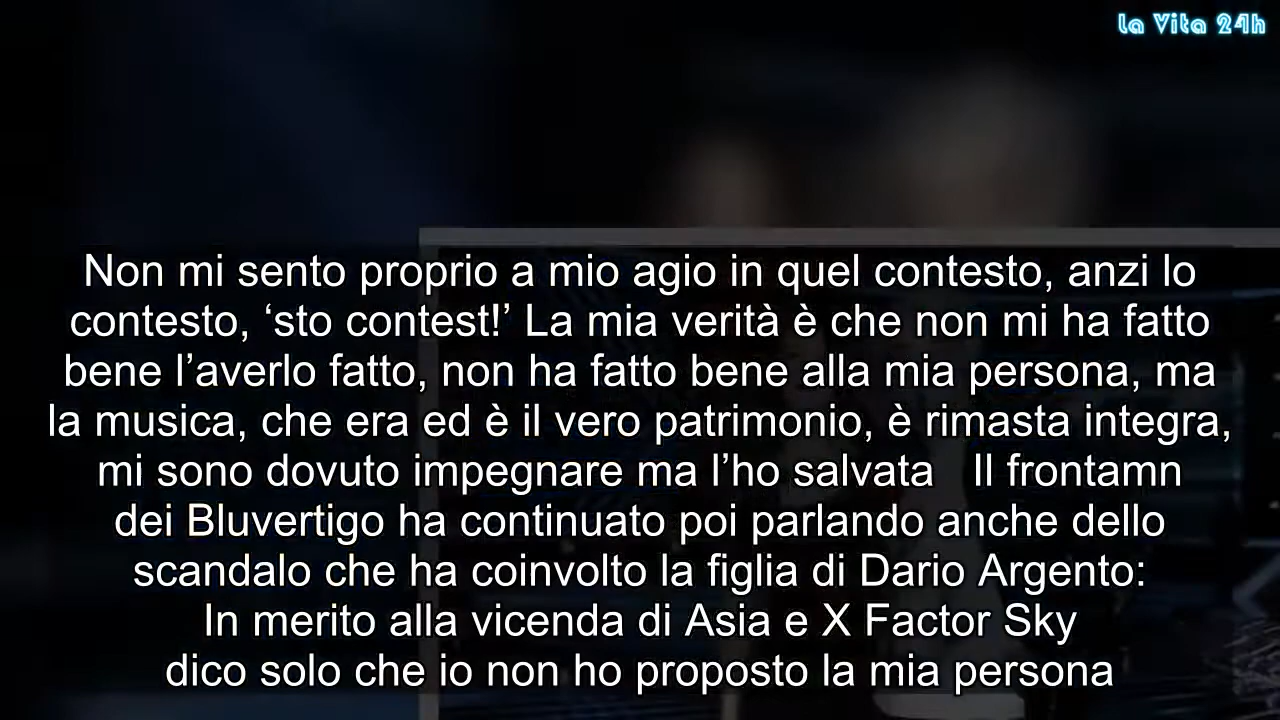 La Vita 24h
Non mi sento proprio a mio agio in quel contesto, anzi lo
contesto, ‘sto contest!’ La mia verità è che non mi ha fatto
bene l’averlo fatto, non ha fatto bene alla mia persona, ma
la musica, che era ed è il vero patrimonio, è rimasta integra,
mi sono dovuto impegnare ma l’ho salvata   Il frontamn
dei Bluvertigo ha continuato poi parlando anche dello
scandalo che ha coinvolto la figlia di Dario Argento:
In merito alla vicenda di Asia e X Factor Sky
dico solo che io non ho proposto la mia persona